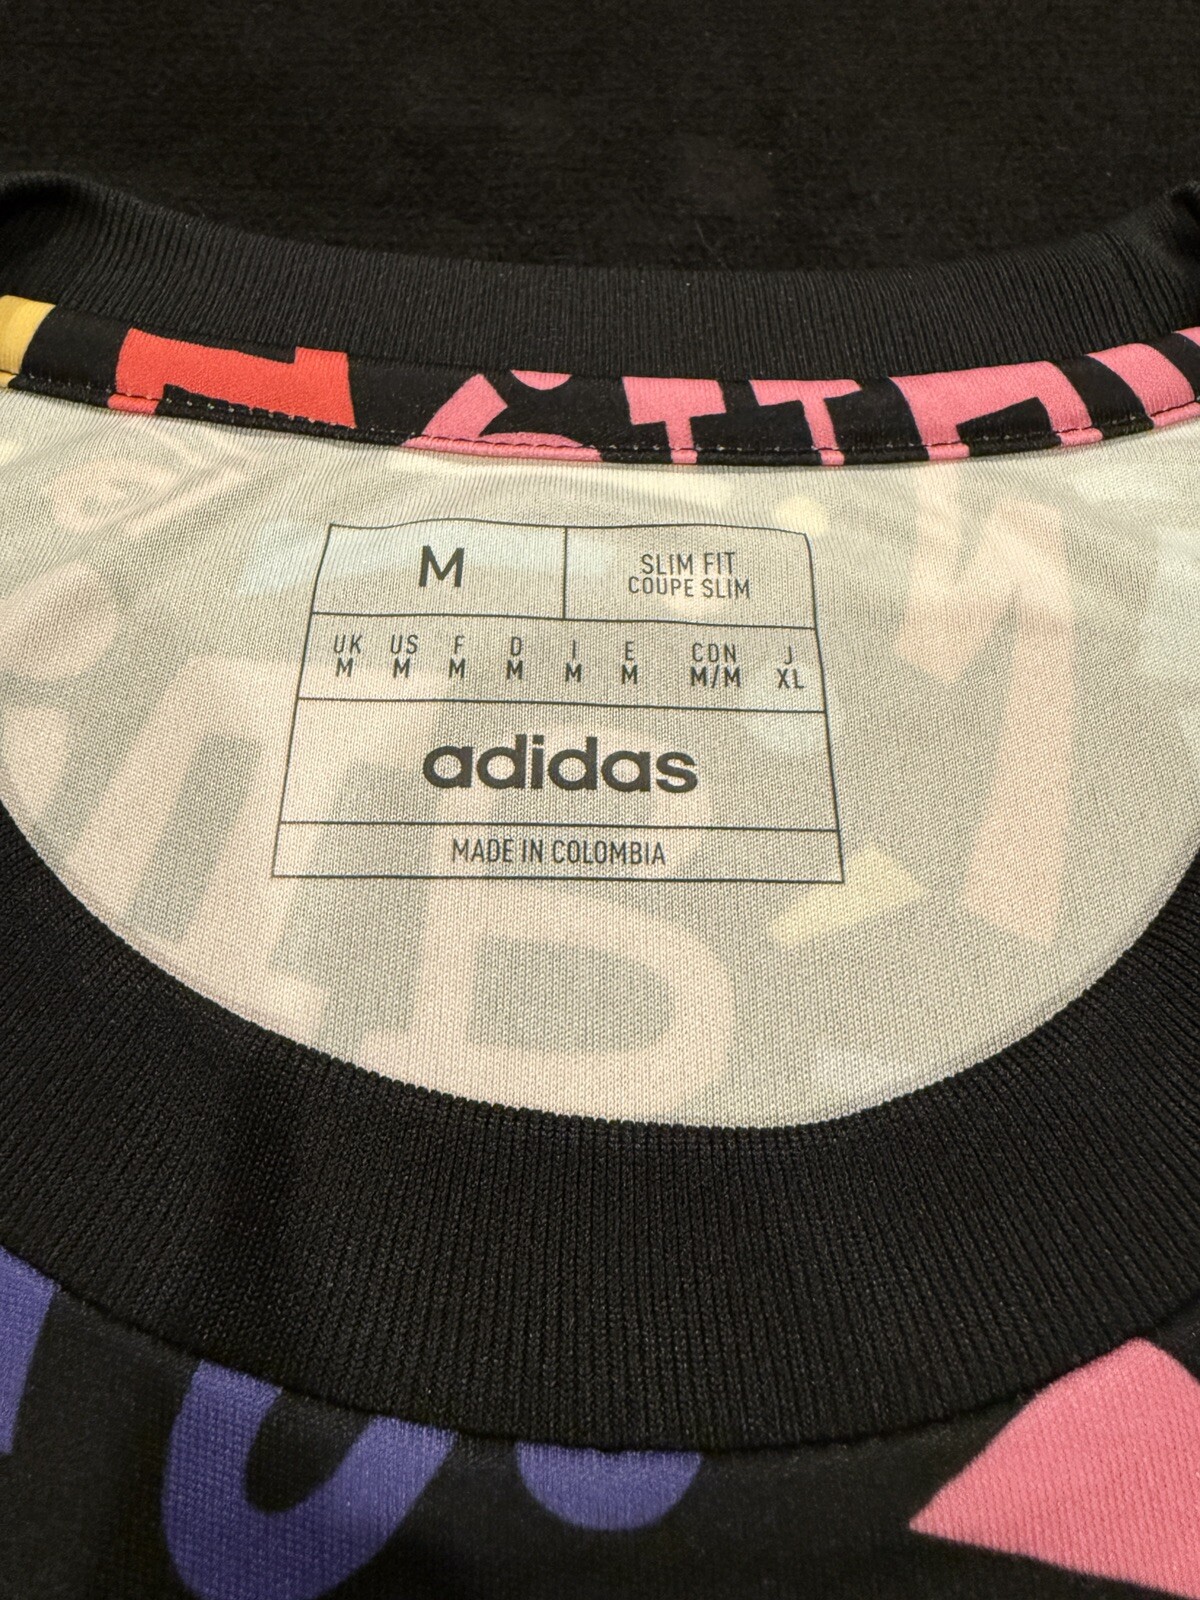 M
SLIM FIT
COUPE SLIM
UK US F D I E CDN J
M M M M M M M/M XL
adidas
MADE IN COLOMBIA